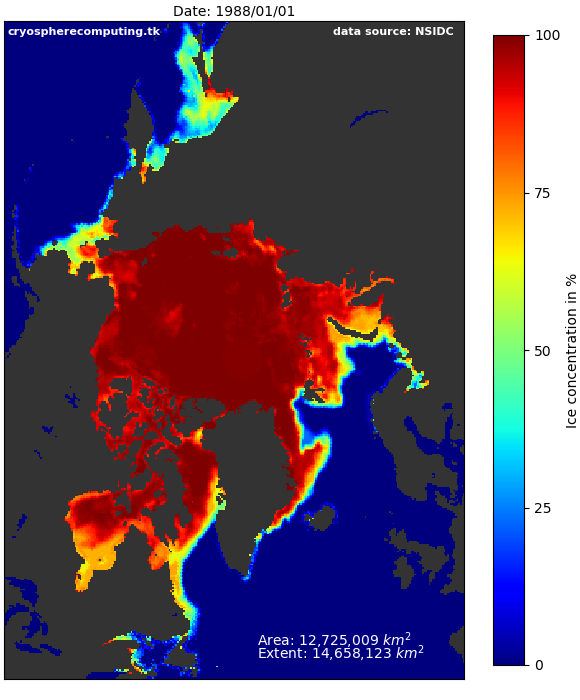 Date: 1988/01/01
cryospherecomputing.tk
data source: NSIDC
100
75
50
25
0
Ice concentration in %
Area: 12,725,009 km²
Extent: 14,658,123 km²